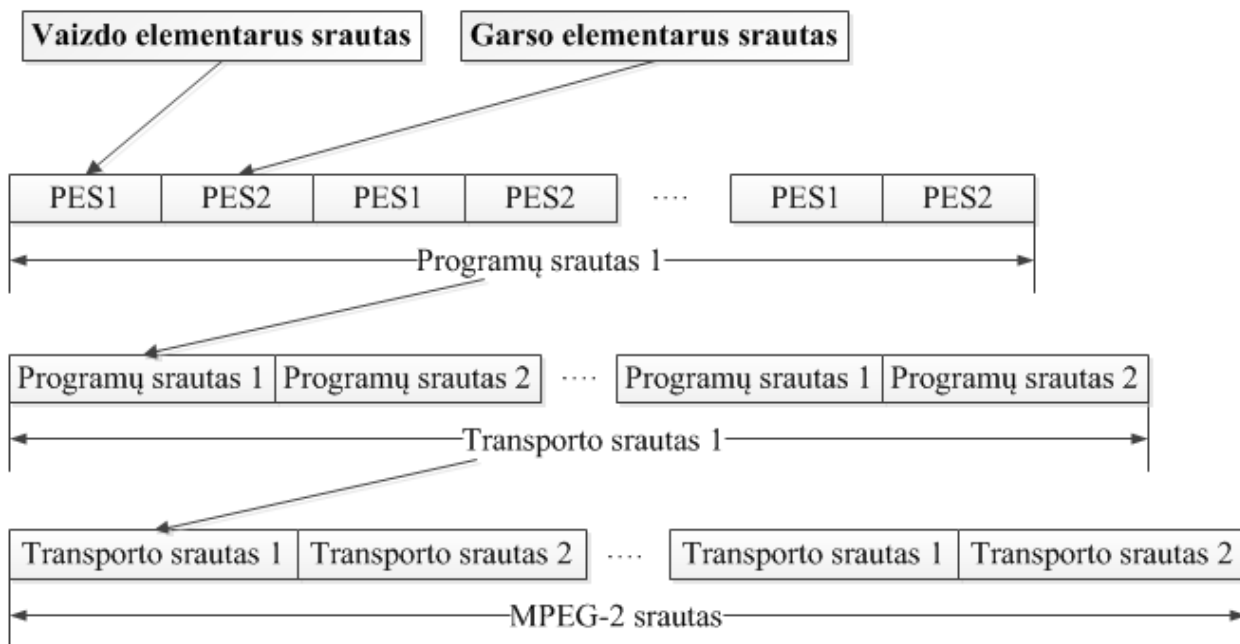 Vaizdo elementarus srautas Garso elementarus srautas
PES1 PES2 PES1 PES2 .... PES1 PES2
Programų srautas 1
Programų srautas 1 Programų srautas 2 .... Programų srautas 1 Programų srautas 2
Transporto srautas 1
Transporto srautas 1 Transporto srautas 2 .... Transporto srautas 1 Transporto srautas 2
MPEG-2 srautas